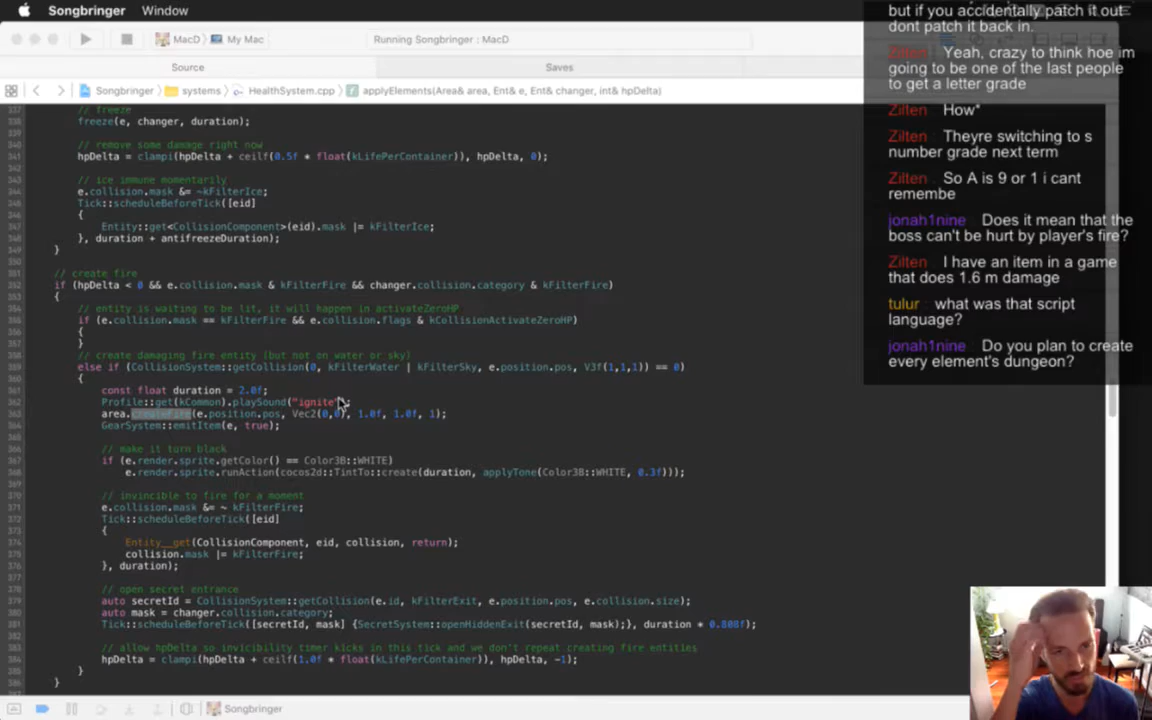 Songbringer Window
MacD My Mac
Running Songbringer : MacD
Source
Saves
Songbringer systems HealthSystem.cpp applyElements(Area& area, Ent& e, Ent& changer, int& hpDelta)
// freeze
freeze(e, changer, duration);
// remove some damage right now
hpDelta = clampi(hpDelta + ceilf(0.5f * float(kLifePerContainer)), hpDelta, 0);
// ice immune momentarily
e.collision.mask &= ~kFilterIce;
Tick::scheduleBeforeTick([eid]
{
Entity::get<CollisionComponent>(eid).mask |= kFilterIce;
}, duration + antifreezeDuration);
}
// create fire
if (hpDelta < 0 && e.collision.mask & kFilterFire && changer.collision.category & kFilterFire)
{
// entity is waiting to be lit, it will happen in activateZeroHP
if (e.collision.mask == kFilterFire && e.collision.flags & kCollisionActivateZeroHP)
{
}
// create damaging fire entity (but not on water or sky)
else if (CollisionSystem::getCollision(0, kFilterWater | kFilterSky, e.position.pos, V3f(1,1,1)) == 0)
{
const float duration = 2.0f;
Profile::get(kCommon).playSound("ignite");
area.createFire(e.position.pos, Vec2(0,0), 1.0f, 1.0f, 1);
GearSystem::emitItem(e, true);
// make it turn black
if (e.render.sprite.getColor() == Color3B::WHITE)
e.render.sprite.runAction(cocos2d::TintTo::create(duration, applyTone(Color3B::WHITE, 0.3f)));
// invincible to fire for a moment
e.collision.mask &= ~ kFilterFire;
Tick::scheduleBeforeTick([eid]
{
Entity__get(CollisionComponent, eid, collision, return);
collision.mask |= kFilterFire;
}, duration);
// open secret entrance
auto secretId = CollisionSystem::getCollision(e.id, kFilterExit, e.position.pos, e.collision.size);
auto mask = changer.collision.category;
Tick::scheduleBeforeTick([secretId, mask] {SecretSystem::openHiddenExit(secretId, mask);}, duration * 0.808f);
// allow hpDelta so invicibility timer kicks in this tick and we don't repeat creating fire entities
hpDelta = clampi(hpDelta + ceilf(1.0f * float(kLifePerContainer)), hpDelta, -1);
}
}
Songbringer
but if you accidentally patch it out
dont patch it back in.
Zilten Yeah, crazy to think hoe im
going to be one of the last people
to get a letter grade
Zilten How*
Zilten Theyre switching to s
number grade next term
Zilten So A is 9 or 1 i cant
remembe
jonah1nine Does it mean that the
boss can't be hurt by player's fire?
Zilten I have an item in a game
that does 1.6 m damage
tulur what was that script
language?
jonah1nine Do you plan to create
every element's dungeon?